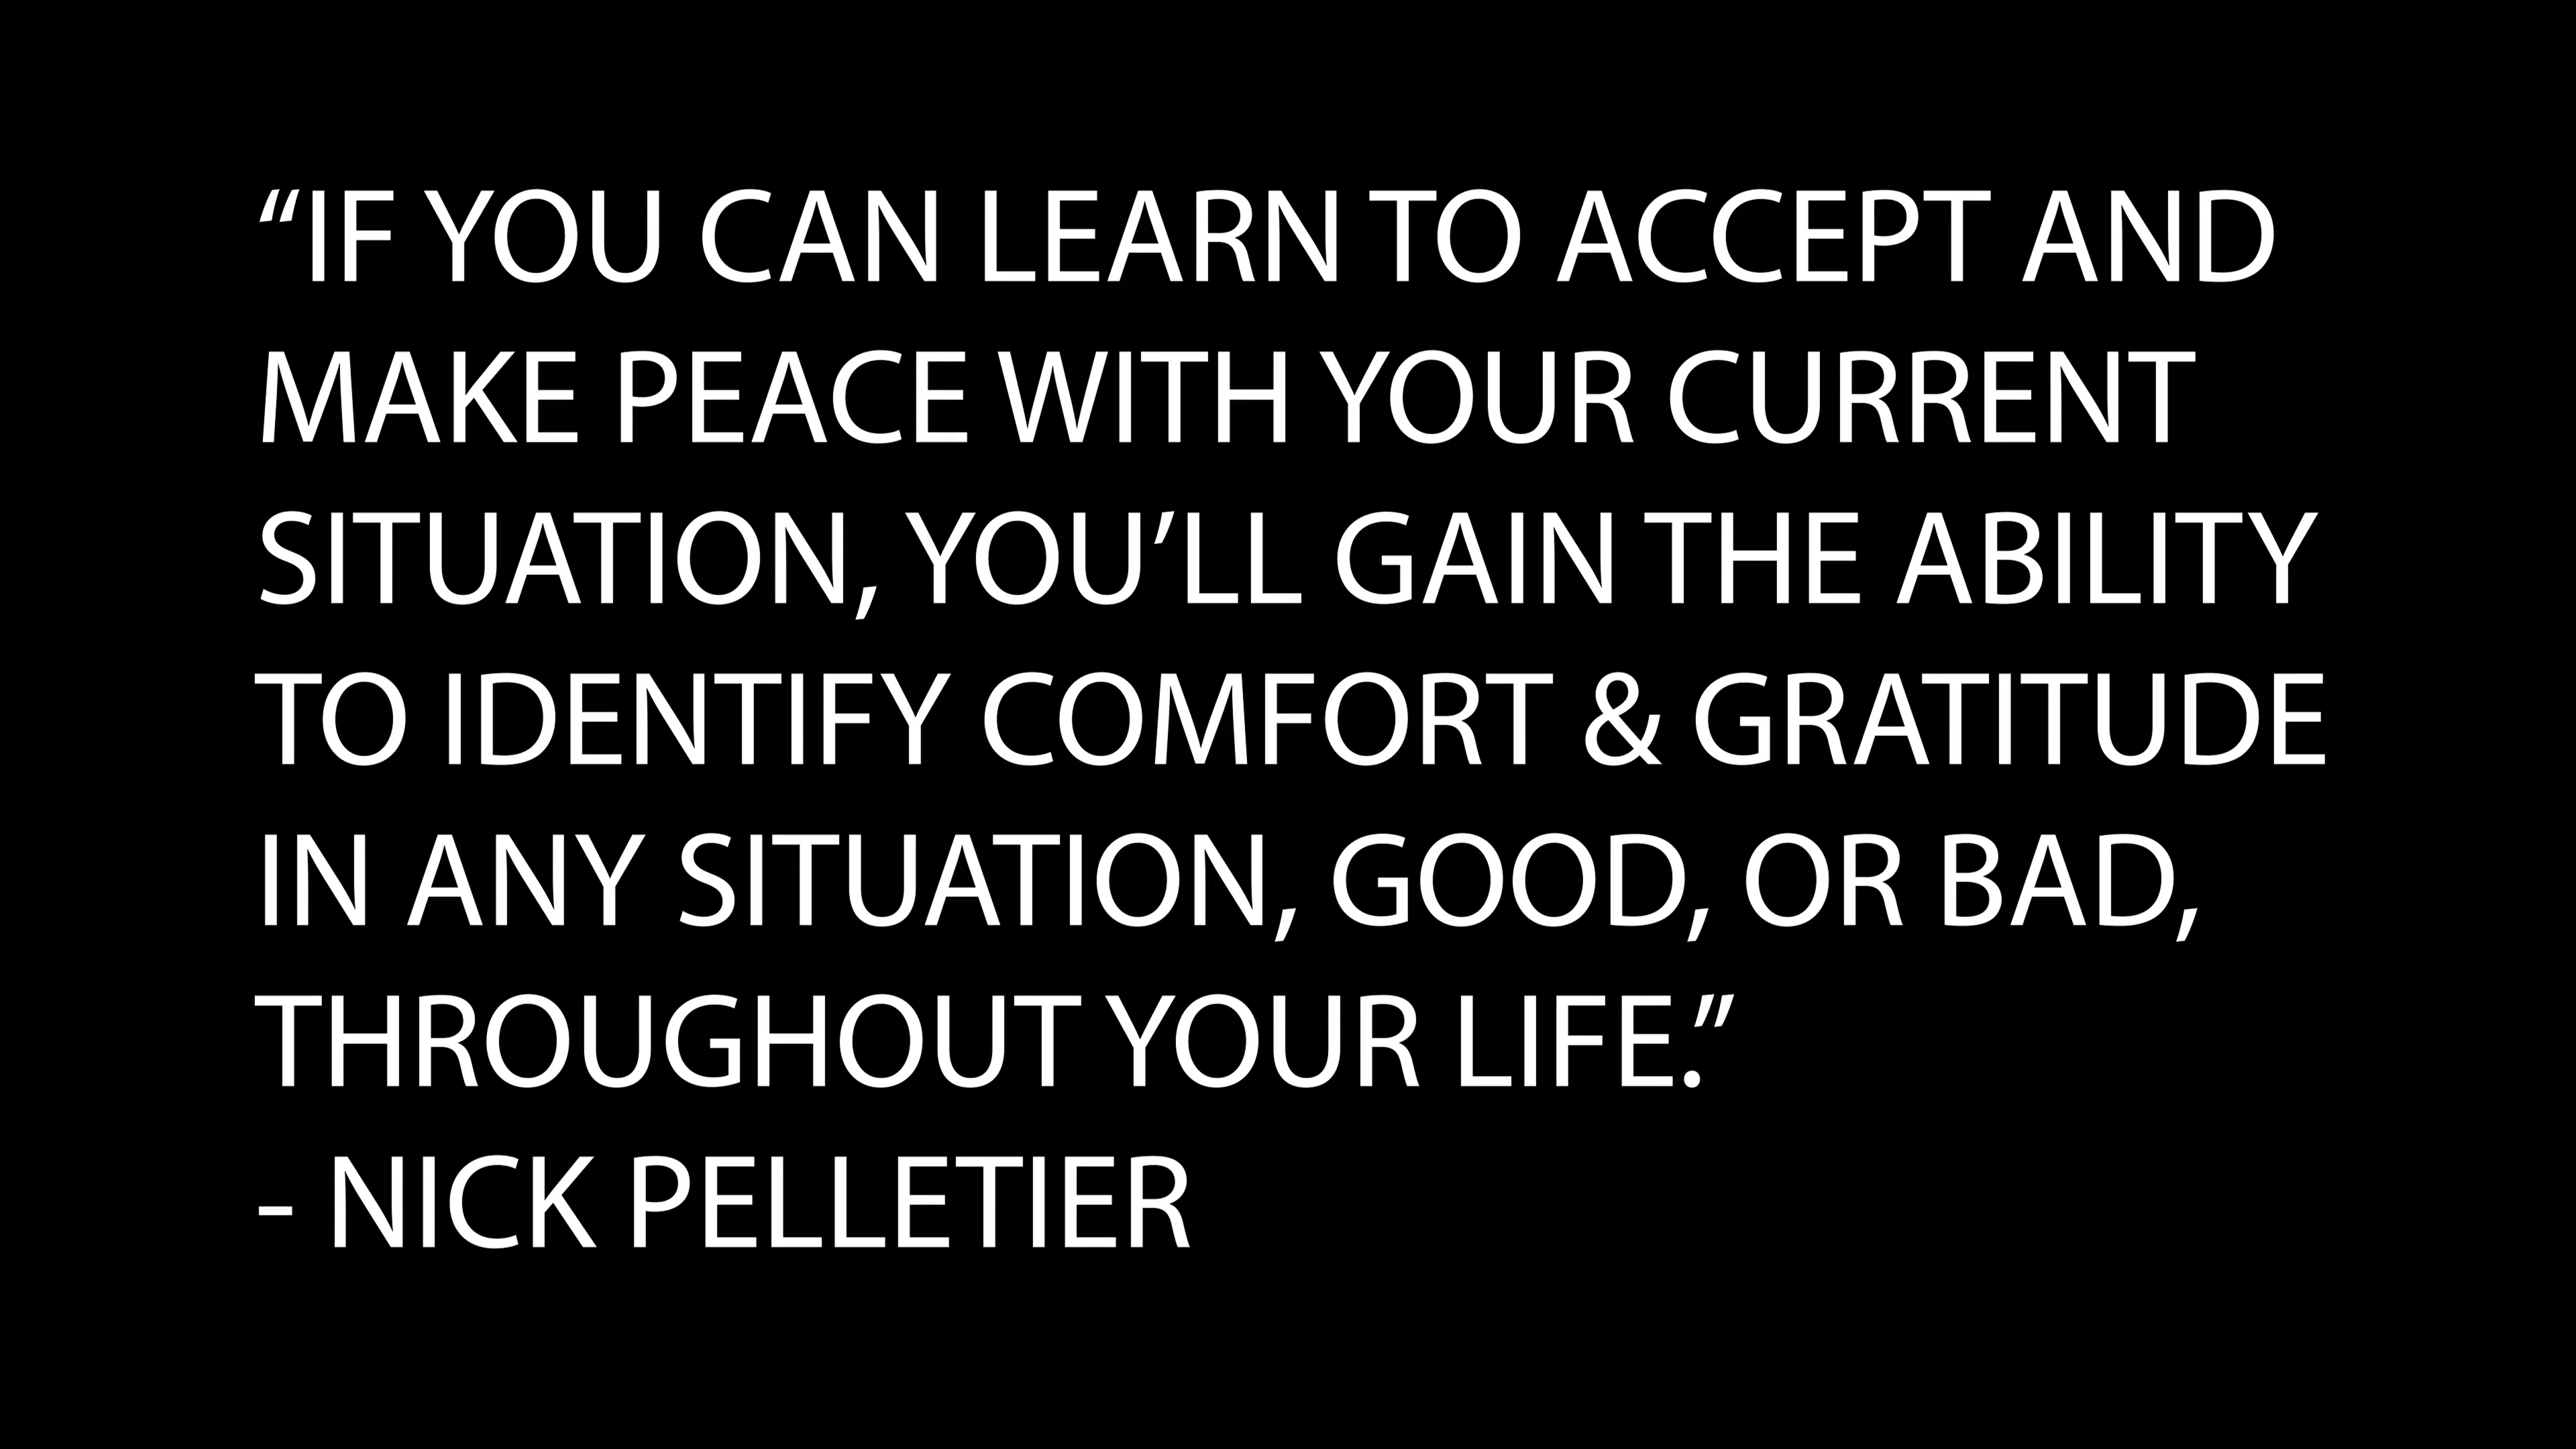 “IF YOU CAN LEARN TO ACCEPT AND
MAKE PEACE WITH YOUR CURRENT
SITUATION, YOU’LL GAIN THE ABILITY
TO IDENTIFY COMFORT & GRATITUDE
IN ANY SITUATION, GOOD, OR BAD,
THROUGHOUT YOUR LIFE.”
- NICK PELLETIER